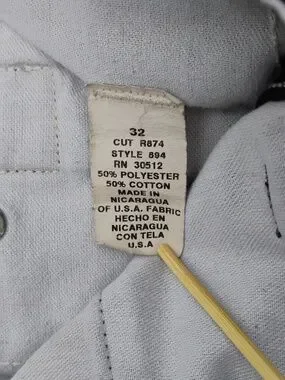 32
CUT R874
STYLE 894
RN 30512
50% POLYESTER
50% COTTON
MADE IN
NICARAGUA
OF U.S.A. FABRIC
HECHO EN
NICARAGUA
CON TELA
U.S.A